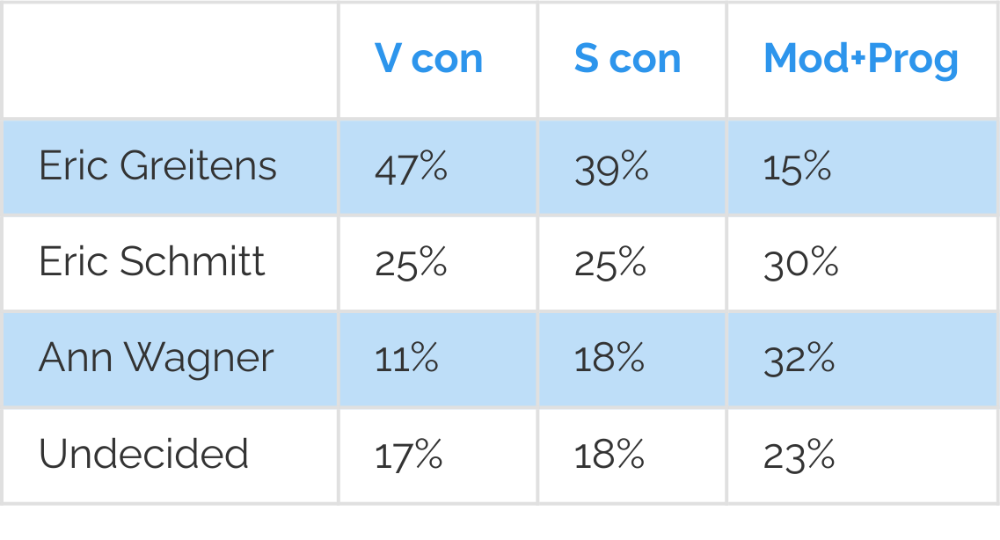 V con S con Mod+Prog
Eric Greitens 47% 39% 15%
Eric Schmitt 25% 25% 30%
Ann Wagner 11% 18% 32%
Undecided 17% 18% 23%